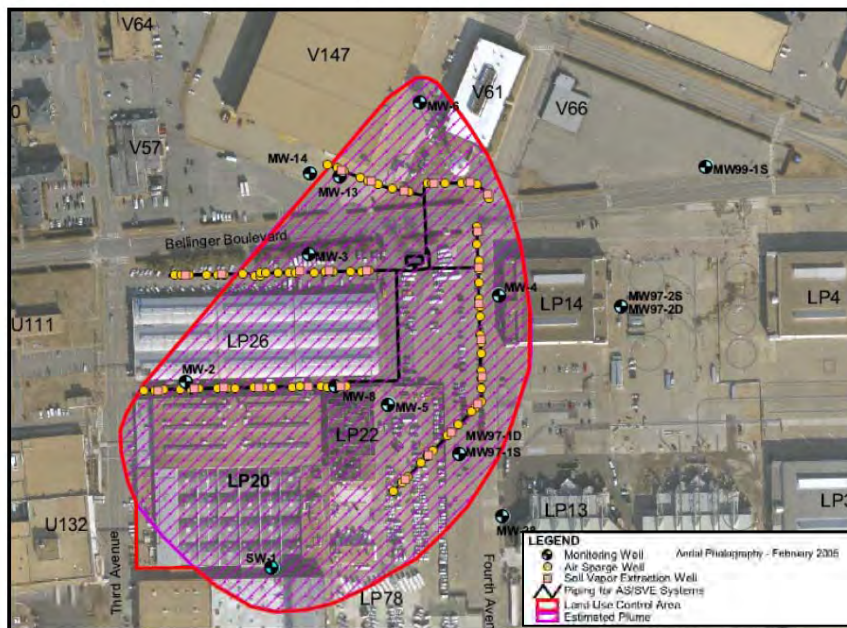 V64
V147
0
V61
MW-6
V66
V57
MW-14
MW-13
MW99-1S
Bellinger Boulevard
MW-3
MW-4
LP14
MW97-2S
MW97-2D
LP4
U111
LP26
MW-2
MW-8
MW-5
LP22
MW97-1D
MW97-1S
LP20
LP13
U132
SW-1
Third Avenue
Fourth Aven
LP78
LEGEND
Monitoring Well
Aerial Photography - February 2005
Air Sparge Well
Soil Vapor Extraction Well
Piping for AS/SVE Systems
Land Use Control Area
Estimated Plume